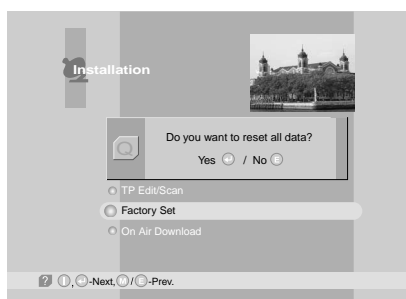 Installation
Q
Do you want to reset all data?
Yes / No E
TP Edit/Scan
Factory Set
On Air Download
? I, -Next, M / E -Prev.